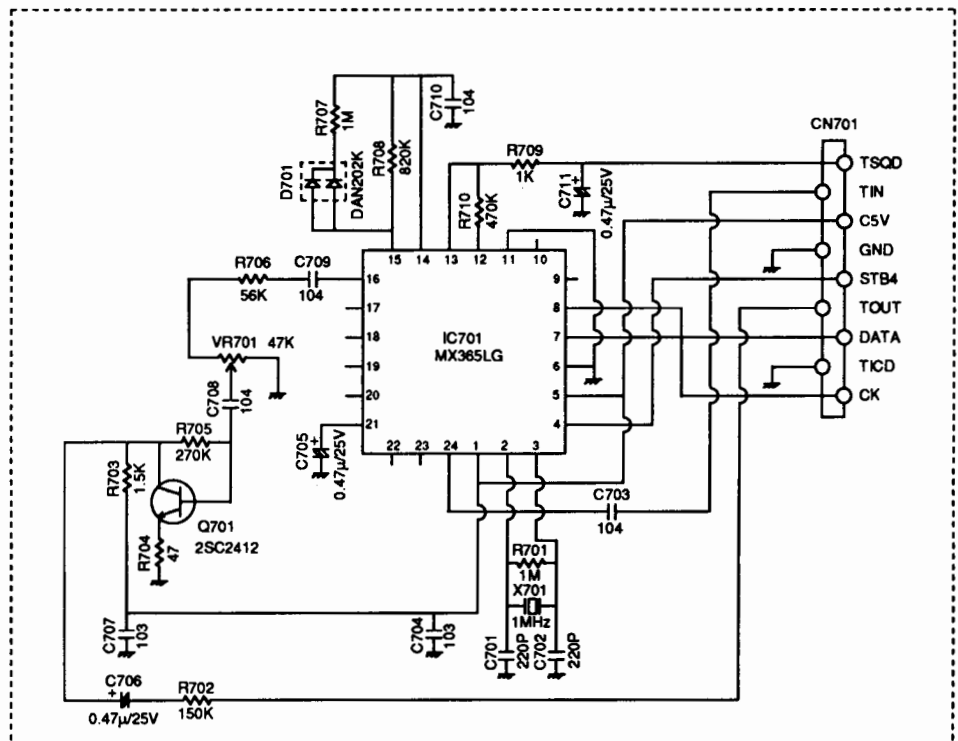 R707
1M
D701
DAN202K
R708
820K
C710
104
R709
1K
R710
470K
C711
+
0.47μ/25V
CN701
TSQD
TIN
C5V
GND
STB4
TOUT
DATA
TICD
CK
R706
56K
C709
104
VR701
47K
C708
104
R705
270K
R703
1.5K
Q701
2SC2412
R704
47
C705
+
0.47μ/25V
15
14
13
12
11
10
16
17
18
19
20
21
IC701
MX365LG
9
8
7
6
5
4
22
23
24
1
2
3
C703
104
R701
1M
X701
1MHz
C701
220P
C702
220P
C707
103
C704
103
C706
+
0.47μ/25V
R702
150K